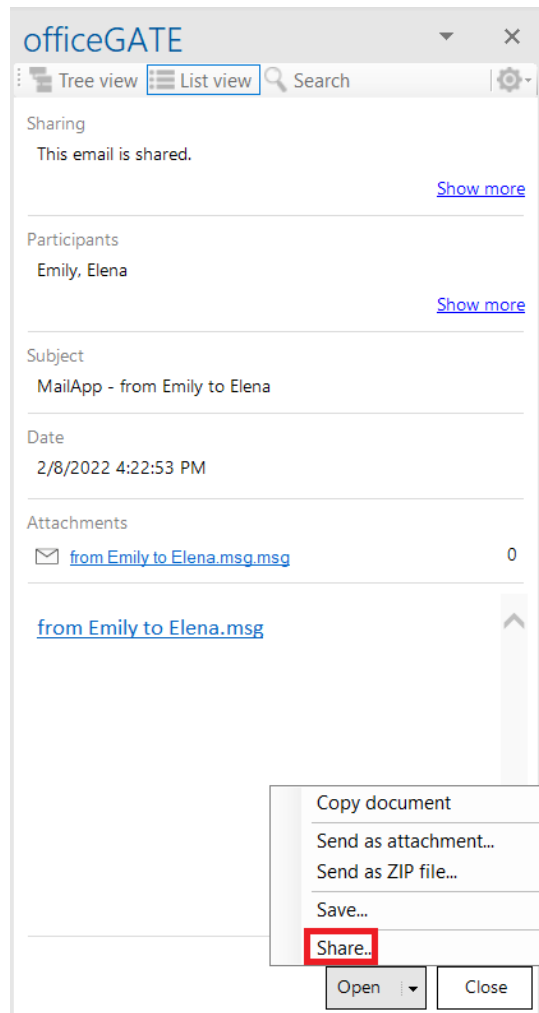 officeGATE
Tree view List view Search
Sharing
This email is shared.
Show more
Participants
Emily, Elena
Show more
Subject
MailApp - from Emily to Elena
Date
2/8/2022 4:22:53 PM
Attachments
from Emily to Elena.msg.msg 0
from Emily to Elena.msg
Copy document
Send as attachment...
Send as ZIP file...
Save...
Share..
Open Close